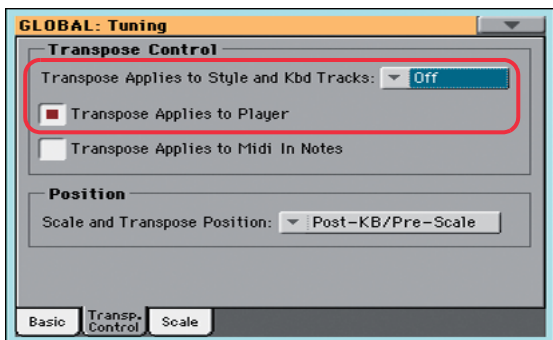 GLOBAL: Tuning
Transpose Control
Transpose Applies to Style and Kbd Tracks: Off
Transpose Applies to Player
Transpose Applies to Midi In Notes
Position
Scale and Transpose Position: Post-KB/Pre-Scale
Basic Transp. Control Scale